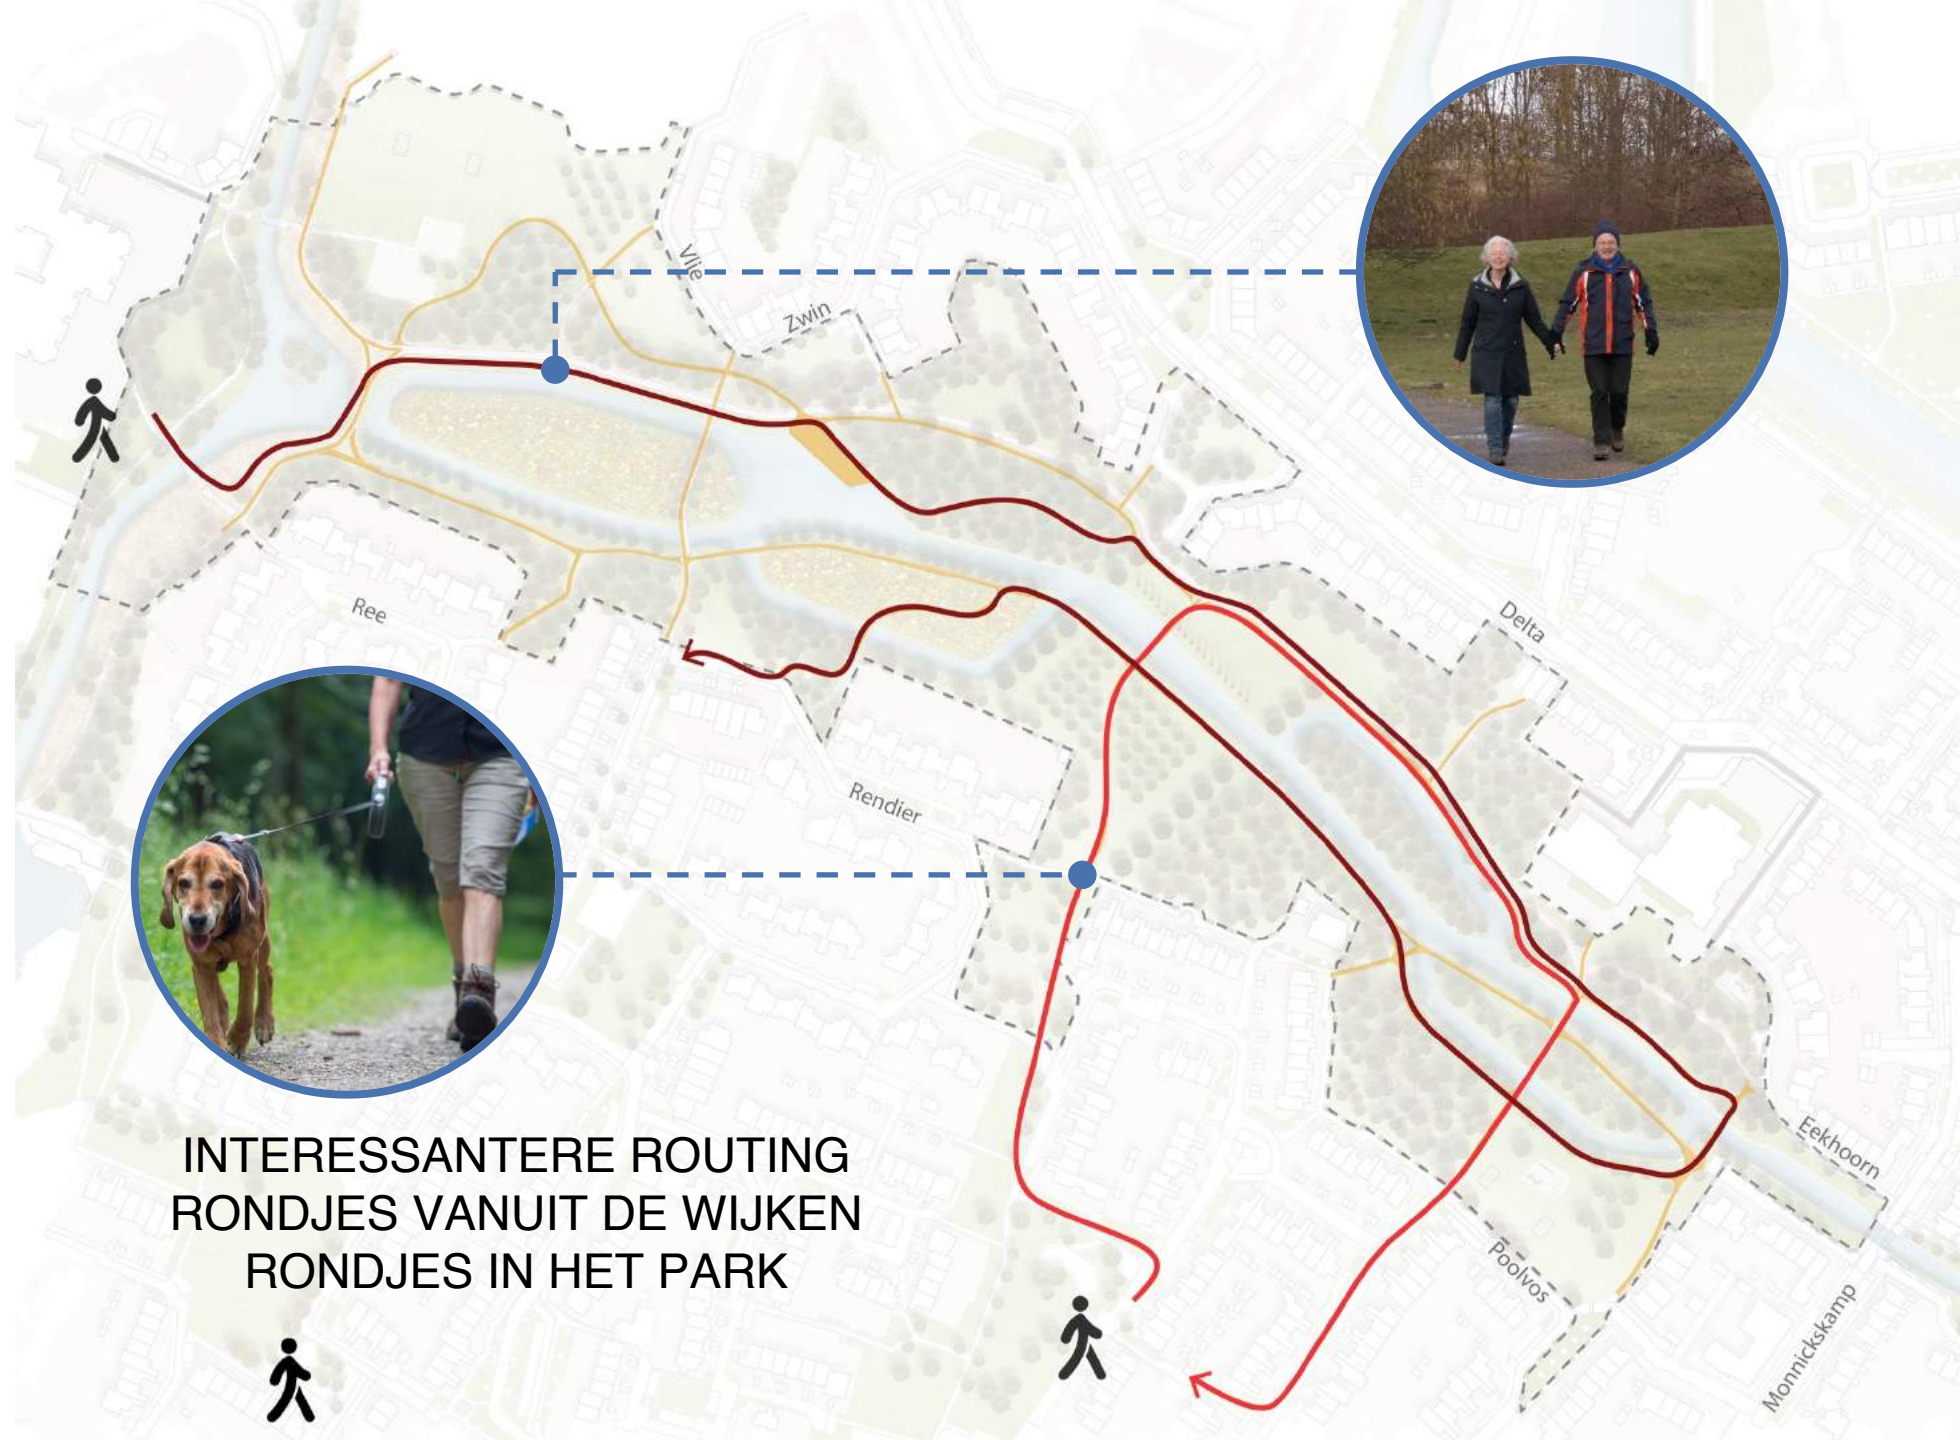 Vlie
Zwin
Ree
Delta
Rendier
Eekhoorn
INTERESSANTERE ROUTING
RONDJES VANUIT DE WIJKEN
RONDJES IN HET PARK
Poolvos
Monnickskamp